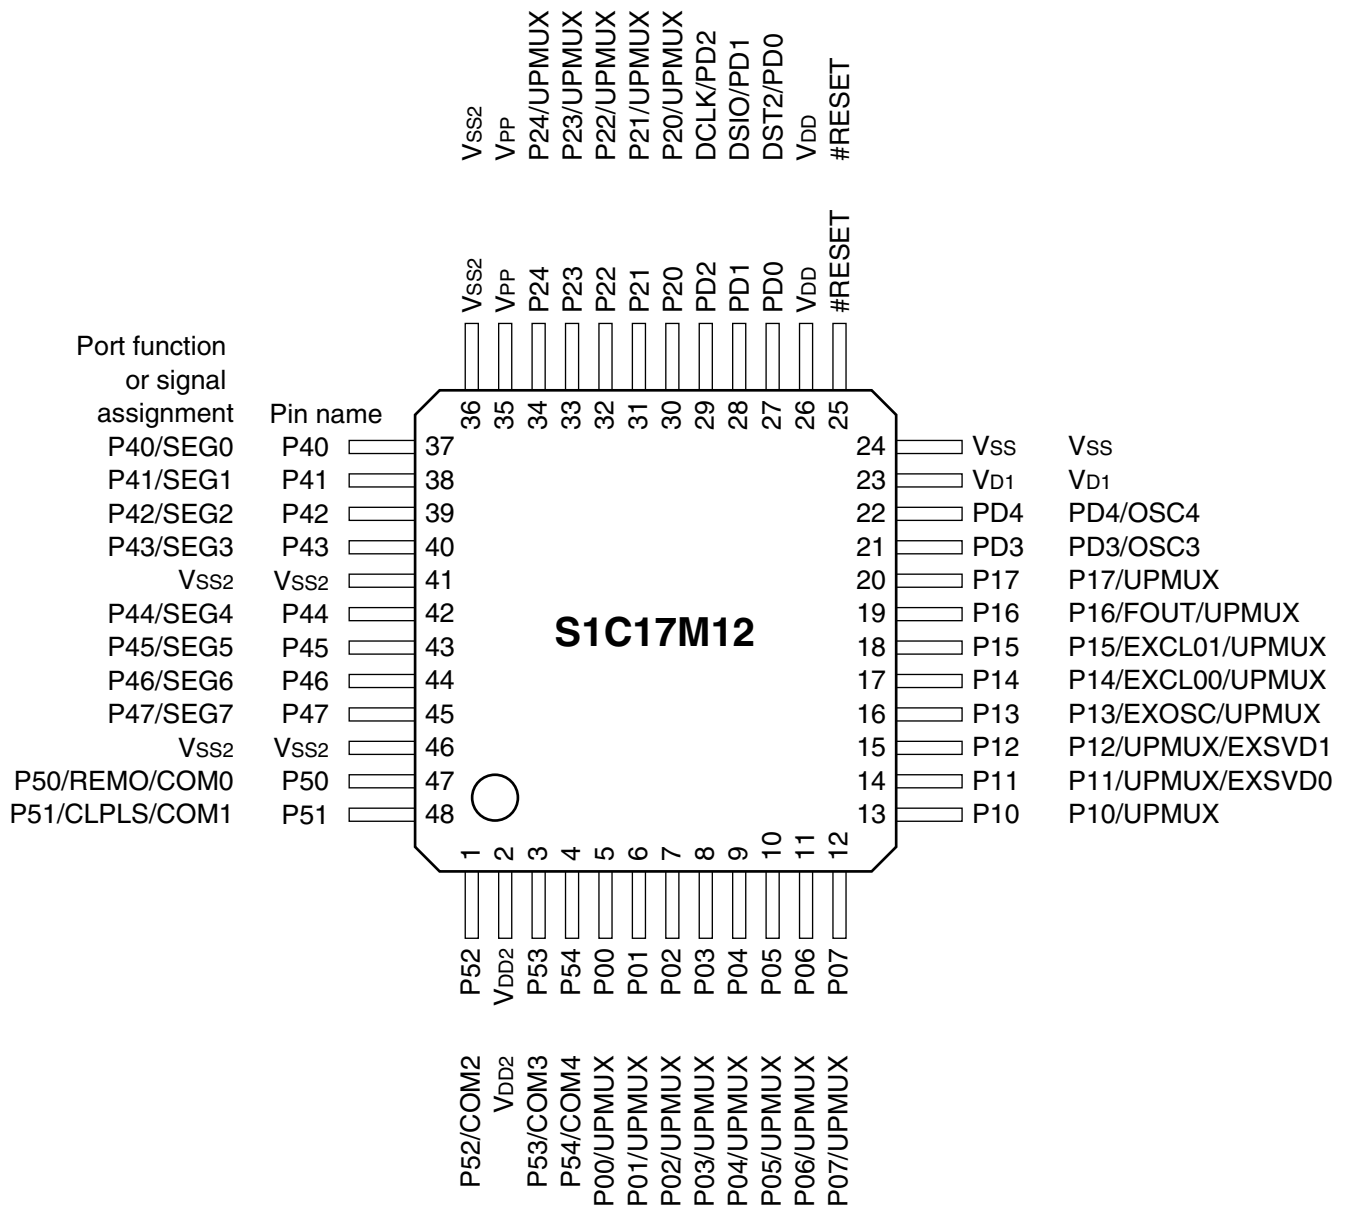 VSS2 VPP P24/UPMUX P23/UPMUX P22/UPMUX P21/UPMUX P20/UPMUX DCLK/PD2 DSIO/PD1 DST2/PD0 VDD #RESET
VSS2 VPP P24 P23 P22 P21 P20 PD2 PD1 PD0 VDD #RESET
36 35 34 33 32 31 30 29 28 27 26 25
Port function
or signal
assignment Pin name
P40/SEG0 P40 37
P41/SEG1 P41 38
P42/SEG2 P42 39
P43/SEG3 P43 40
VSS2 VSS2 41
P44/SEG4 P44 42
P45/SEG5 P45 43
P46/SEG6 P46 44
P47/SEG7 P47 45
VSS2 VSS2 46
P50/REMO/COM0 P50 47
P51/CLPLS/COM1 P51 48
S1C17M12
24 VSS VSS
23 VD1 VD1
22 PD4 PD4/OSC4
21 PD3 PD3/OSC3
20 P17 P17/UPMUX
19 P16 P16/FOUT/UPMUX
18 P15 P15/EXCL01/UPMUX
17 P14 P14/EXCL00/UPMUX
16 P13 P13/EXOSC/UPMUX
15 P12 P12/UPMUX/EXSVD1
14 P11 P11/UPMUX/EXSVD0
13 P10 P10/UPMUX
1 2 3 4 5 6 7 8 9 10 11 12
P52 VDD2 P53 P54 P00 P01 P02 P03 P04 P05 P06 P07
P52/COM2 VDD2 P53/COM3 P54/COM4 P00/UPMUX P01/UPMUX P02/UPMUX P03/UPMUX P04/UPMUX P05/UPMUX P06/UPMUX P07/UPMUX